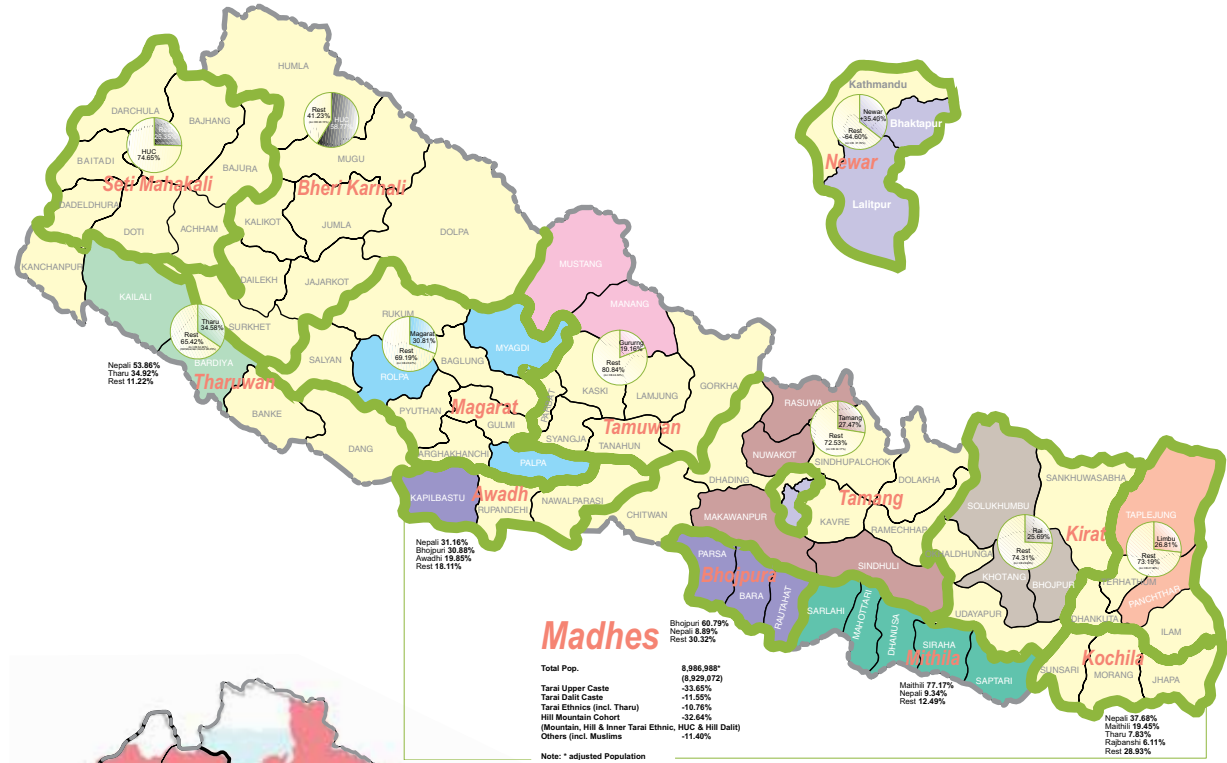 HUMLA
DARCHULA
BAJHANG
HUC
74.65%
BAITADI
BAJURA
Seti Mahakali
DADELDHURA
DOTI
ACHHAM
KANCHANPUR
Rest
41.23%
HUC
58.77%
MUGU
Bheri Karnali
KALIKOT
JUMLA
DOLPA
DAILEKH
JAJARKOT
SURKHET
KAILALI
Tharu
34.58%
Rest
65.42%
BARDIYA
Tharuwan
Nepali 53.86%
Tharu 34.92%
Rest 11.22%
BANKE
DANG
SALYAN
RUKUM
Magarat
30.81%
Rest
69.19%
ROLPA
MYAGDI
BAGLUNG
PYUTHAN
Magarat
GULMI
ARGHAKHANCHI
PALPA
MUSTANG
MANANG
Gurumg
19.16%
Rest
80.84%
KASKI
LAMJUNG
GORKHA
Tamuwan
SYANGJA
TANAHUN
Kathmandu
Newar
+35.40%
Rest
-64.60%
Bhaktapur
Newar
Lalitpur
KAPILBASTU
Awadh
RUPANDEHI
NAWALPARASI
Nepali 31.16%
Bhojpuri 30.88%
Awadhi 19.85%
Rest 18.11%
CHITWAN
DHADING
RASUWA
NUWAKOT
Tamang
27.47%
Rest
72.53%
SINDHUPALCHOK
DOLAKHA
Tamang
KAVRE
RAMECHHAP
MAKAWANPUR
SINDHULI
PARSA
Bhojpura
BARA
RAUTAHAT
Bhojpuri 60.79%
Nepali 8.89%
Rest 30.32%
SARLAHI
MAHOTTARI
DHANUSA
SIRAHA
Mithila
SAPTARI
Maithili 77.17%
Nepali 9.34%
Rest 12.49%
SOLUKHUMBU
SANKHUWASABHA
Rai
25.69%
Rest
74.31%
Kirat
KHOTANG
BHOJPUR
UDAYAPUR
TAPLEJUNG
Limbu
26.81%
Rest
73.19%
PANCHTHAR
DHANKUTA
ILAM
Kochila
SUNSARI
MORANG
JHAPA
Nepali 37.68%
Maithili 19.45%
Tharu 7.83%
Rajbanshi 6.11%
Rest 28.93%
Madhes
Total Pop. 8,986,988*
(8,929,072)
Tarai Upper Caste -33.65%
Tarai Dalit Caste -11.55%
Tarai Ethnics (incl. Tharu) -10.76%
Hill Mountain Cohort -32.64%
(Mountain, Hill & Inner Tarai Ethnic, HUC & Hill Dalit)
Others (incl. Muslims -11.40%
Note: * adjusted Population